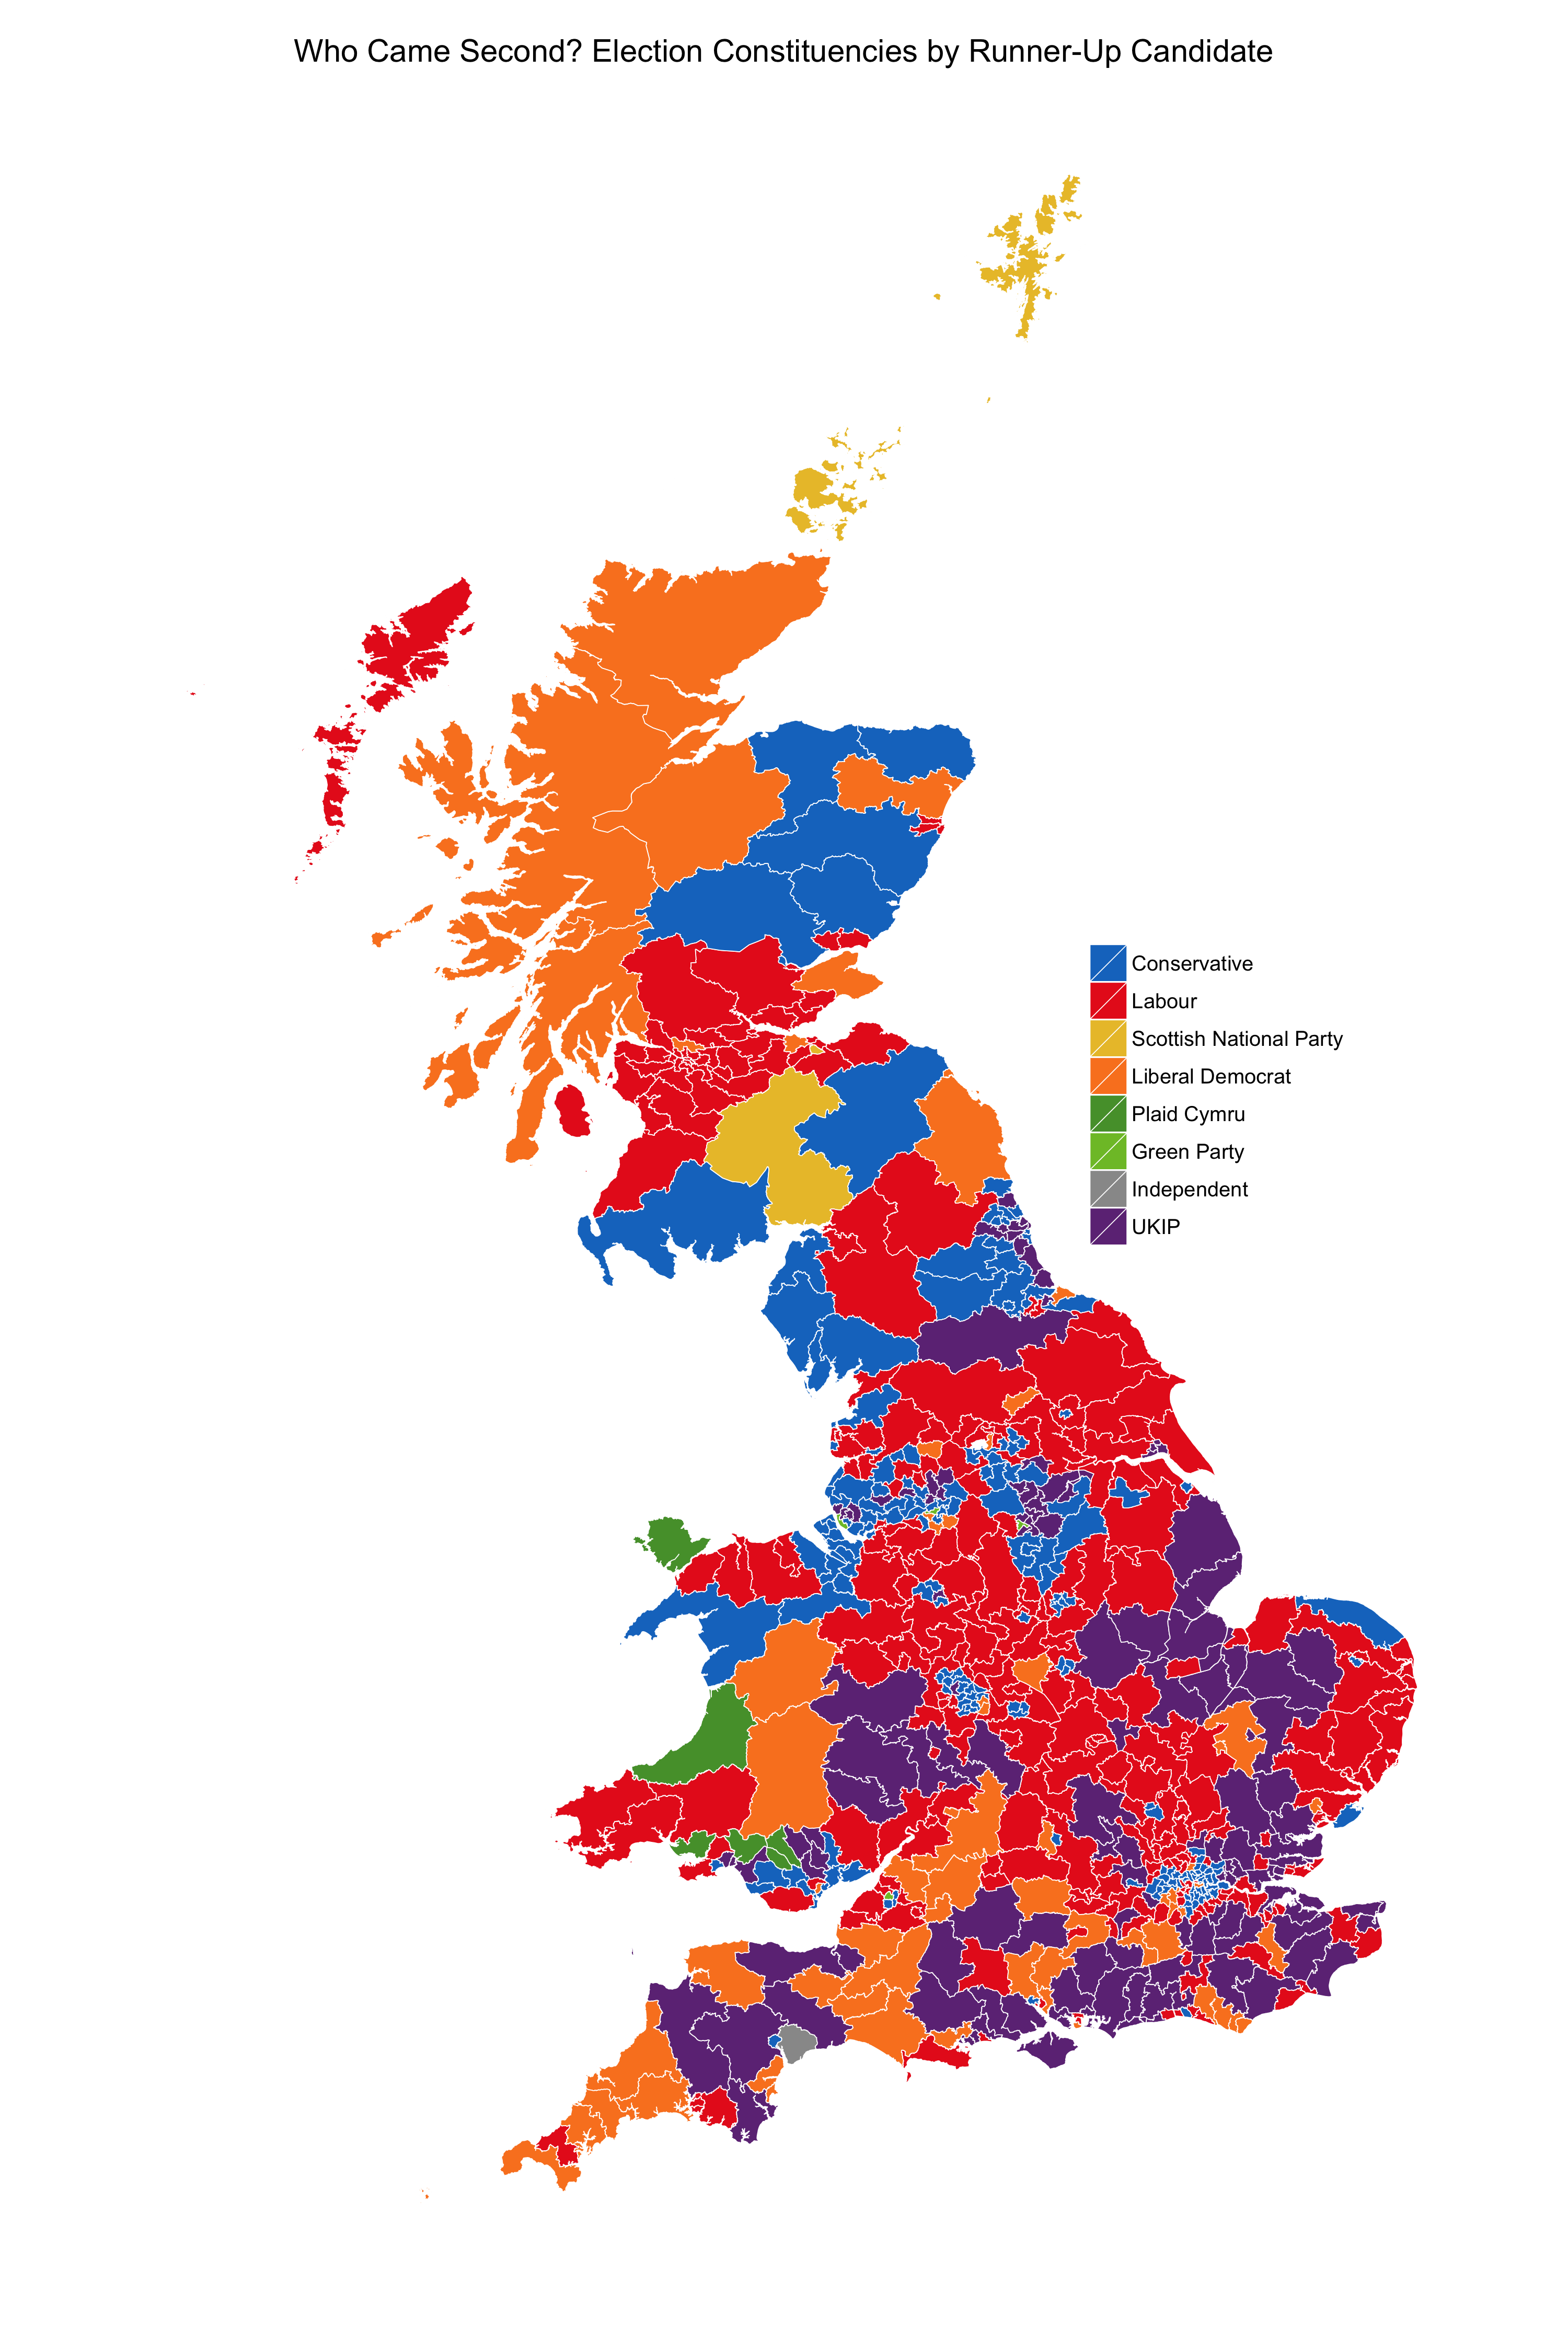 Who Came Second? Election Constituencies by Runner-Up Candidate
Conservative
Labour
Scottish National Party
Liberal Democrat
Plaid Cymru
Green Party
Independent
UKIP